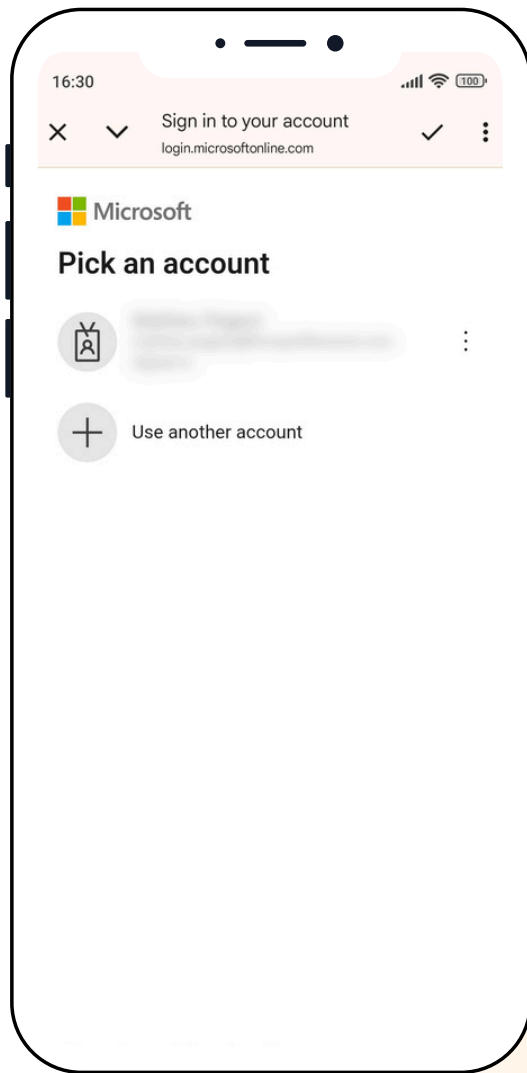 16:30
100
Sign in to your account
login.microsoftonline.com
Microsoft
Pick an account
Use another account